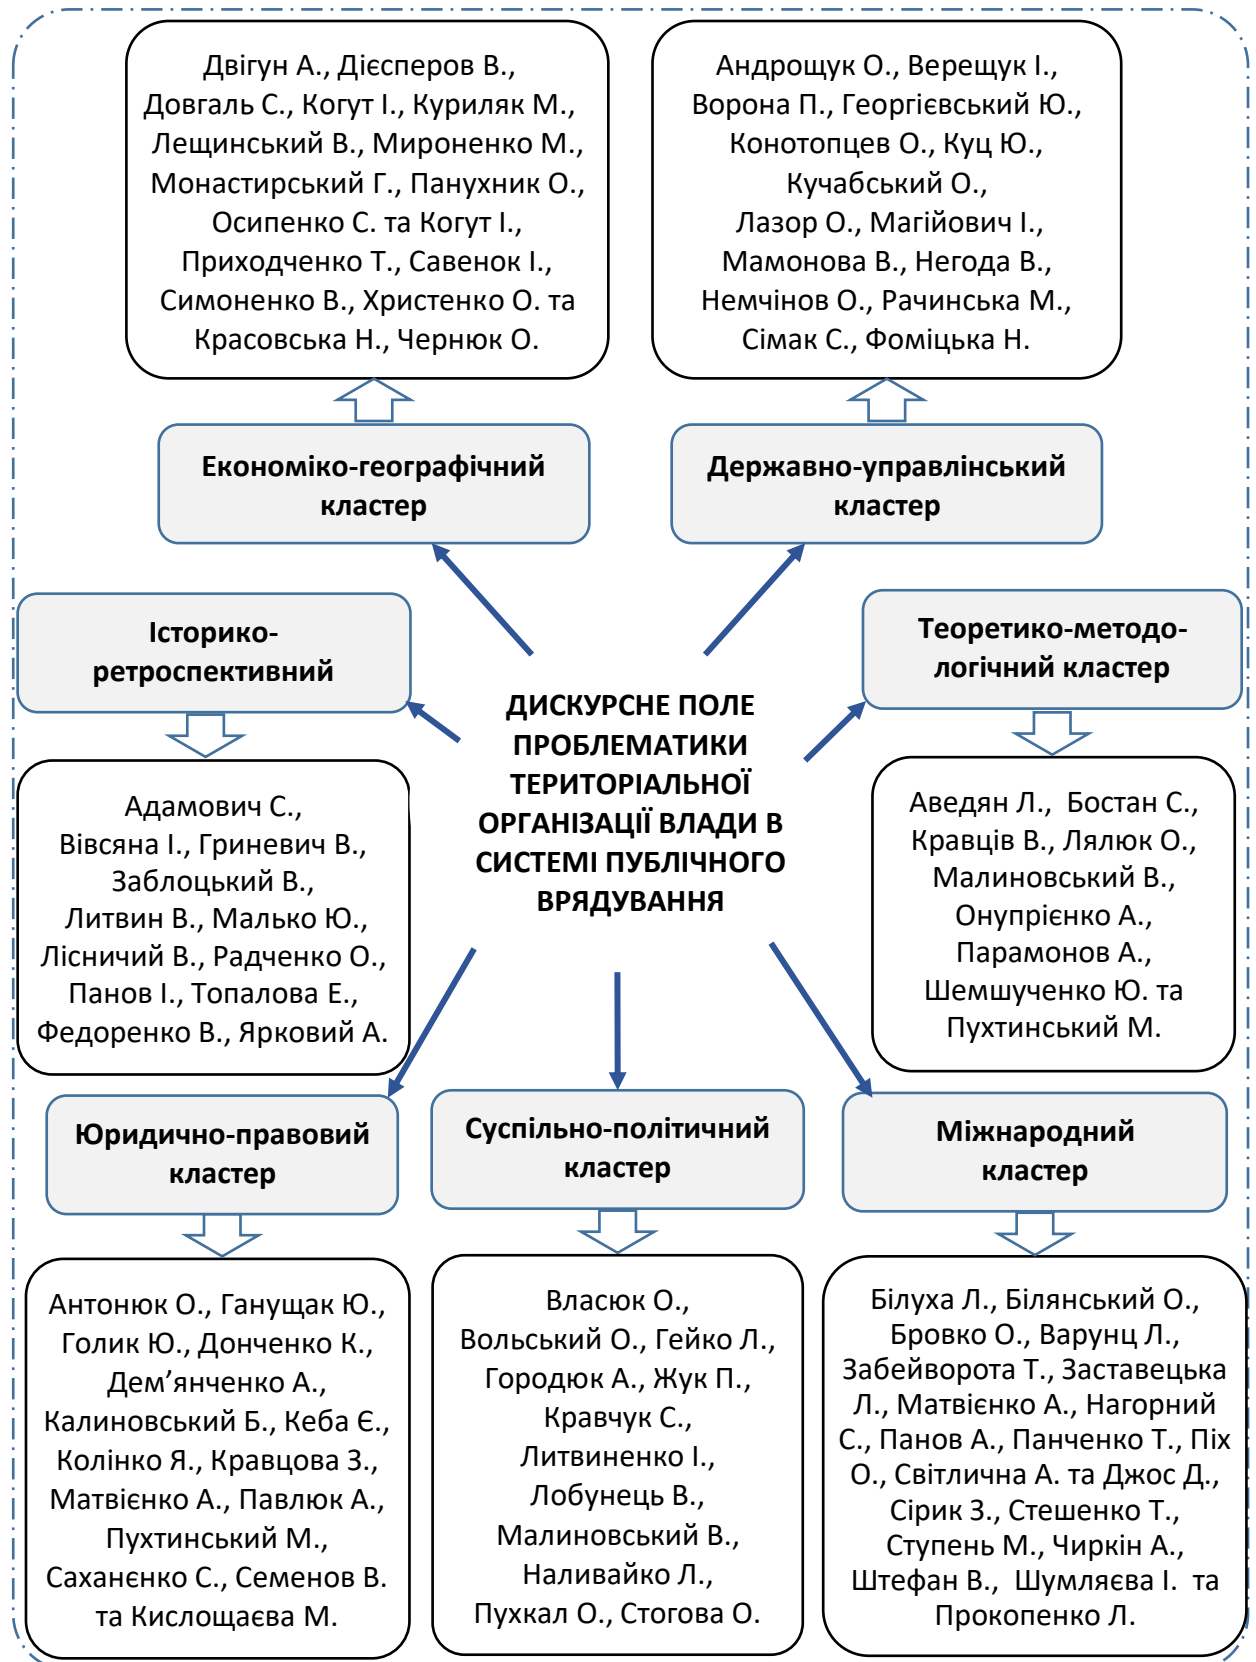 Двігун А., Дієсперов В.,
Довгаль С., Когут І., Куриляк М.,
Лещинський В., Мироненко М.,
Монастирський Г., Панухник О.,
Осипенко С. та Когут І.,
Приходченко Т., Савенок І.,
Симоненко В., Христенко О. та
Красовська Н., Чернюк О.
Андрощук О., Верещук І.,
Ворона П., Георгієвський Ю.,
Конотопцев О., Куц Ю.,
Кучабський О.,
Лазор О., Магійович І.,
Мамонова В., Негода В.,
Немчінов О., Рачинська М.,
Сімак С., Фоміцька Н.
Економіко-географічний
кластер
Державно-управлінський
кластер
Історико-
ретроспективний
Теоретико-методо-
логічний кластер
ДИСКУРСНЕ ПОЛЕ
ПРОБЛЕМАТИКИ
ТЕРИТОРІАЛЬНОЇ
ОРГАНІЗАЦІЇ ВЛАДИ В
СИСТЕМІ ПУБЛІЧНОГО
ВРЯДУВАННЯ
Адамович С.,
Вівсяна І., Гриневич В.,
Заблоцький В.,
Литвин В., Малько Ю.,
Лісничий В., Радченко О.,
Панов І., Топалова Е.,
Федоренко В., Ярковий А.
Аведян Л., Бостан С.,
Кравців В., Лялюк О.,
Малиновський В.,
Онупрієнко А.,
Парамонов А.,
Шемшученко Ю. та
Пухтинський М.
Юридично-правовий
кластер
Суспільно-політичний
кластер
Міжнародний
кластер
Антонюк О., Ганущак Ю.,
Голик Ю., Донченко К.,
Дем’янченко А.,
Калиновський Б., Кеба Є.,
Колінко Я., Кравцова З.,
Матвієнко А., Павлюк А.,
Пухтинський М.,
Саханєнко С., Семенов В.
та Кислощаєва М.
Власюк О.,
Вольський О., Гейко Л.,
Городюк А., Жук П.,
Кравчук С.,
Литвиненко І.,
Лобунець В.,
Малиновський В.,
Наливайко Л.,
Пухкал О., Стогова О.
Білуха Л., Білянський О.,
Бровко О., Варунц Л.,
Забейворота Т., Заставецька
Л., Матвієнко А., Нагорний
С., Панов А., Панченко Т., Піх
О., Світлична А. та Джос Д.,
Сірик З., Стешенко Т.,
Ступень М., Чиркін А.,
Штефан В., Шумляєва І. та
Прокопенко Л.